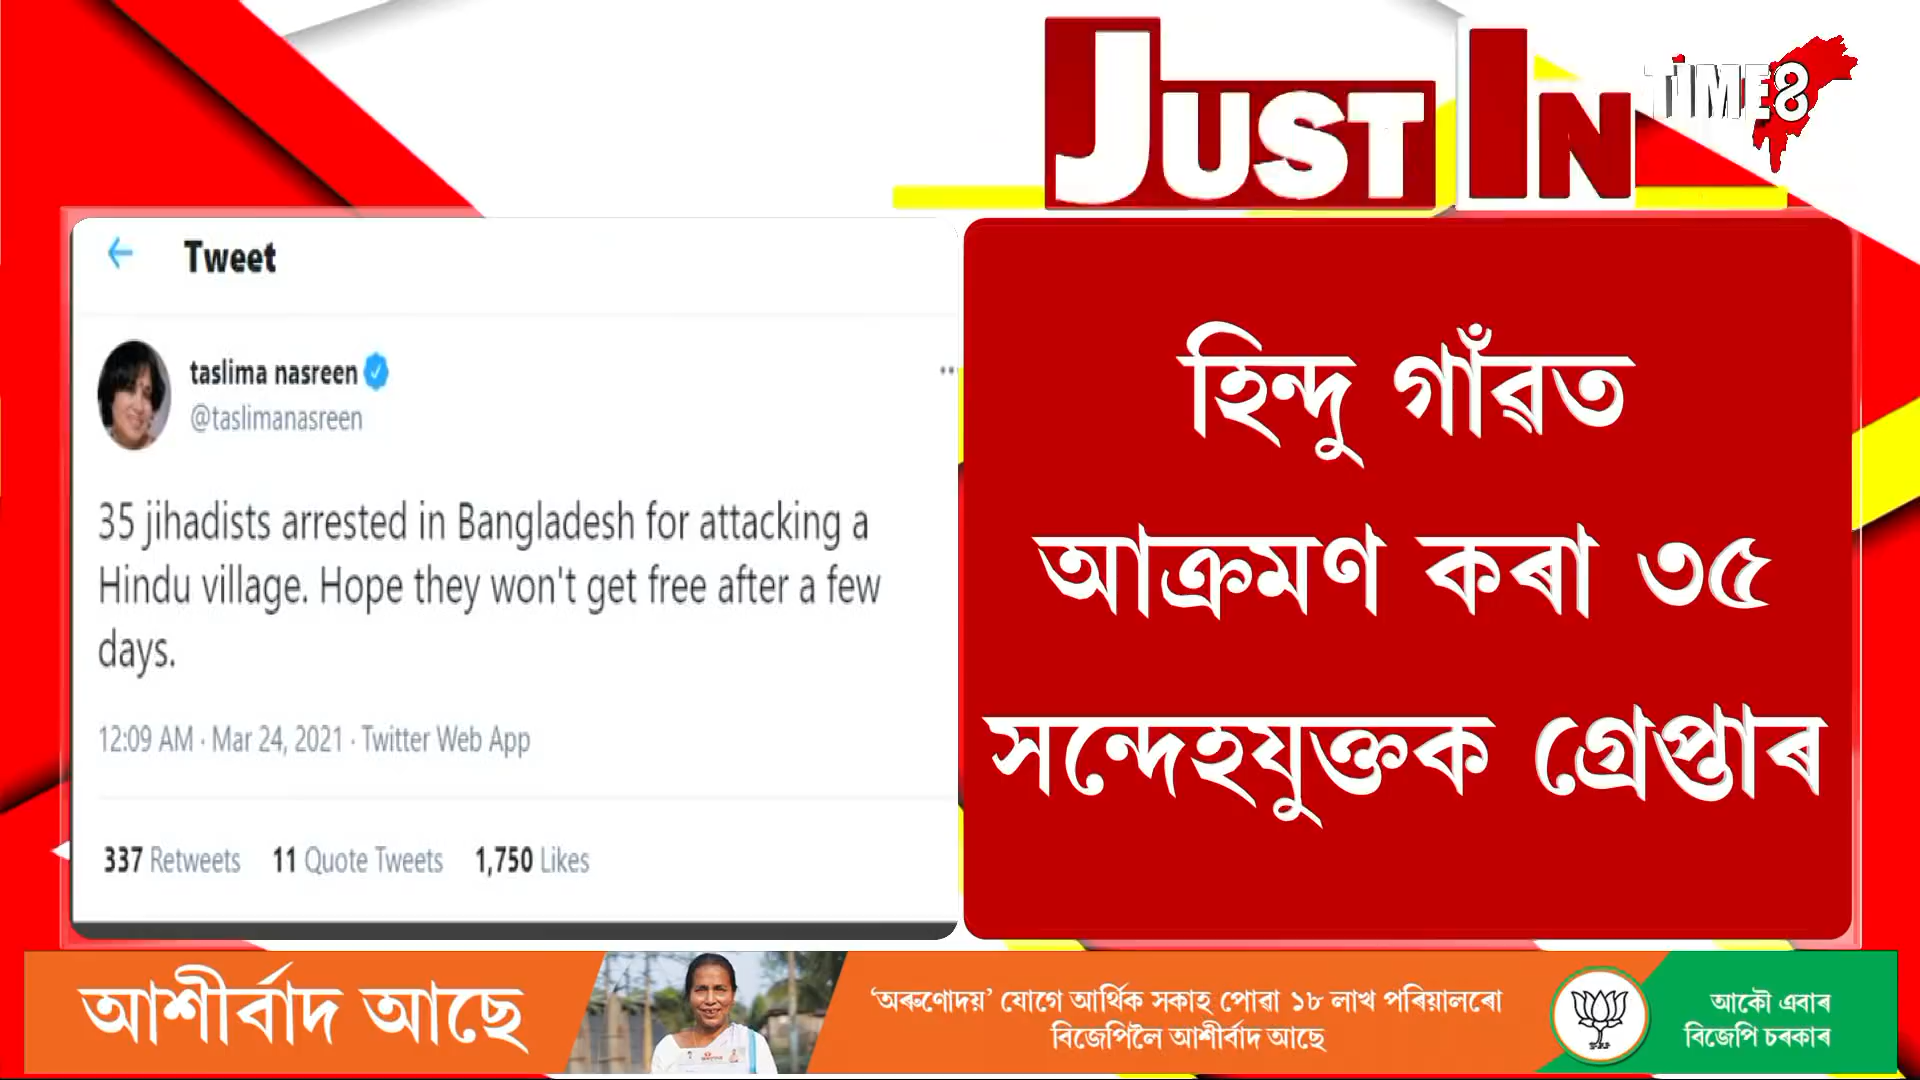 JUST IN
TIME8
Tweet
taslima nasreen
@taslimanasreen
35 jihadists arrested in Bangladesh for attacking a
Hindu village. Hope they won't get free after a few
days.
12:09 AM · Mar 24, 2021 · Twitter Web App
337 Retweets 11 Quote Tweets 1,750 Likes
হিন্দু গাঁৱত
আক্ৰমণ কৰা ৩৫
সন্দেহযুক্তক গ্ৰেপ্তাৰ
আশীৰ্বাদ আছে
‘অৰুণোদয়’ যোগে আৰ্থিক সকাহ পোৱা ১৮ লাখ পৰিয়ালৰো
বিজেপিলৈ আশীৰ্বাদ আছে
আকৌ এবাৰ
বিজেপি চৰকাৰ